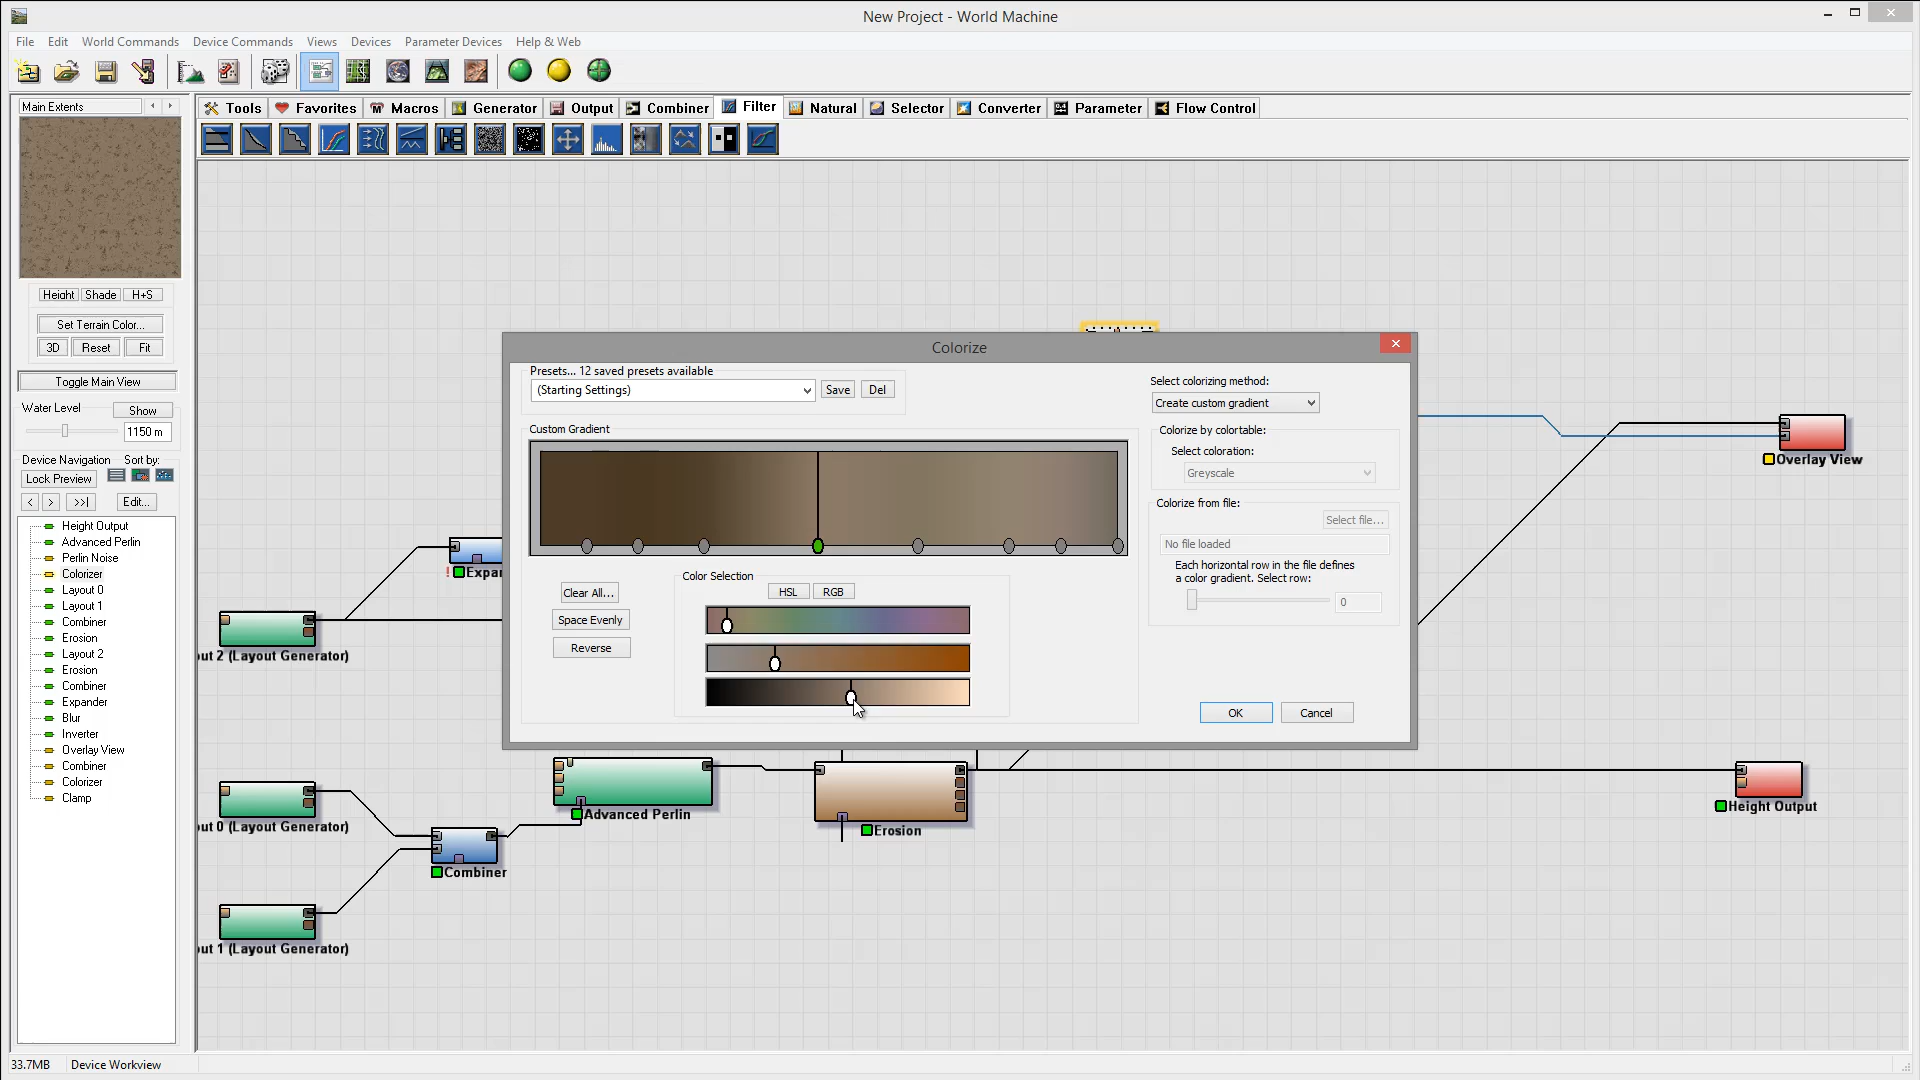 New Project - World Machine
File Edit World Commands Device Commands Views Devices Parameter Devices Help & Web
Main Extents
Tools Favorites Macros Generator Output Combiner Filter Natural Selector Converter Parameter Flow Control
Height Shade H+S
Set Terrain Color...
3D Reset Fit
Toggle Main View
Water Level Show
1150 m
Device Navigation Sort by:
Lock Preview
< > >>| Edit...
Height Output
Advanced Perlin
Perlin Noise
Colorizer
Layout 0
Layout 1
Combiner
Erosion
Layout 2
Erosion
Combiner
Expander
Blur
Inverter
Overlay View
Combiner
Colorizer
Clamp
33.7MB Device Workview
Colorize
Presets... 12 saved presets available
(Starting Settings) Save Del
Custom Gradient
Clear All...
Space Evenly
Reverse
Color Selection
HSL RGB
Select colorizing method:
Create custom gradient
Colorize by colortable:
Select coloration:
Greyscale
Colorize from file:
Select file...
No file loaded
Each horizontal row in the file defines
a color gradient. Select row:
0
OK Cancel
Overlay View
! Expan
out 2 (Layout Generator)
out 0 (Layout Generator)
out 1 (Layout Generator)
Combiner
Advanced Perlin
Erosion
Height Output